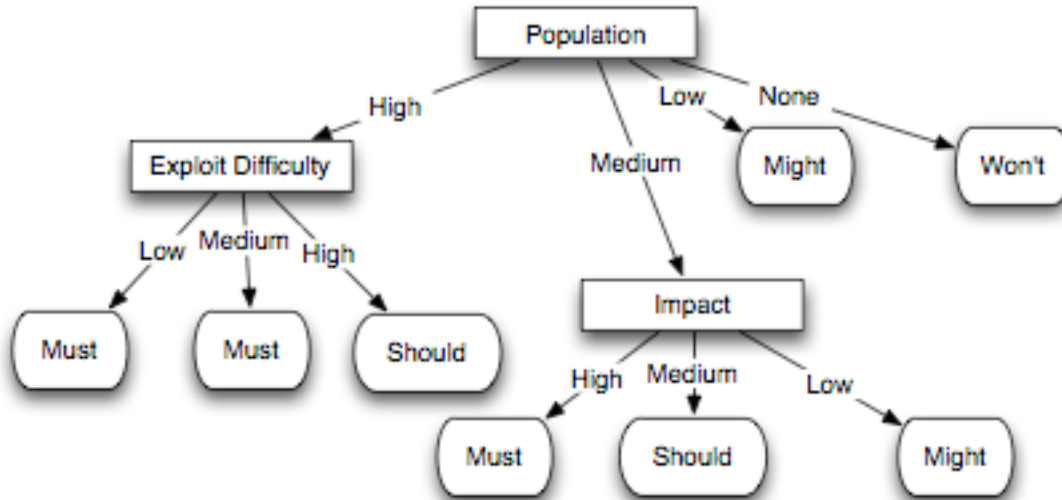 Population
High
Low
None
Medium
Exploit Difficulty
Might
Won't
Low
Medium
High
Impact
Must
Must
Should
High
Medium
Low
Must
Should
Might